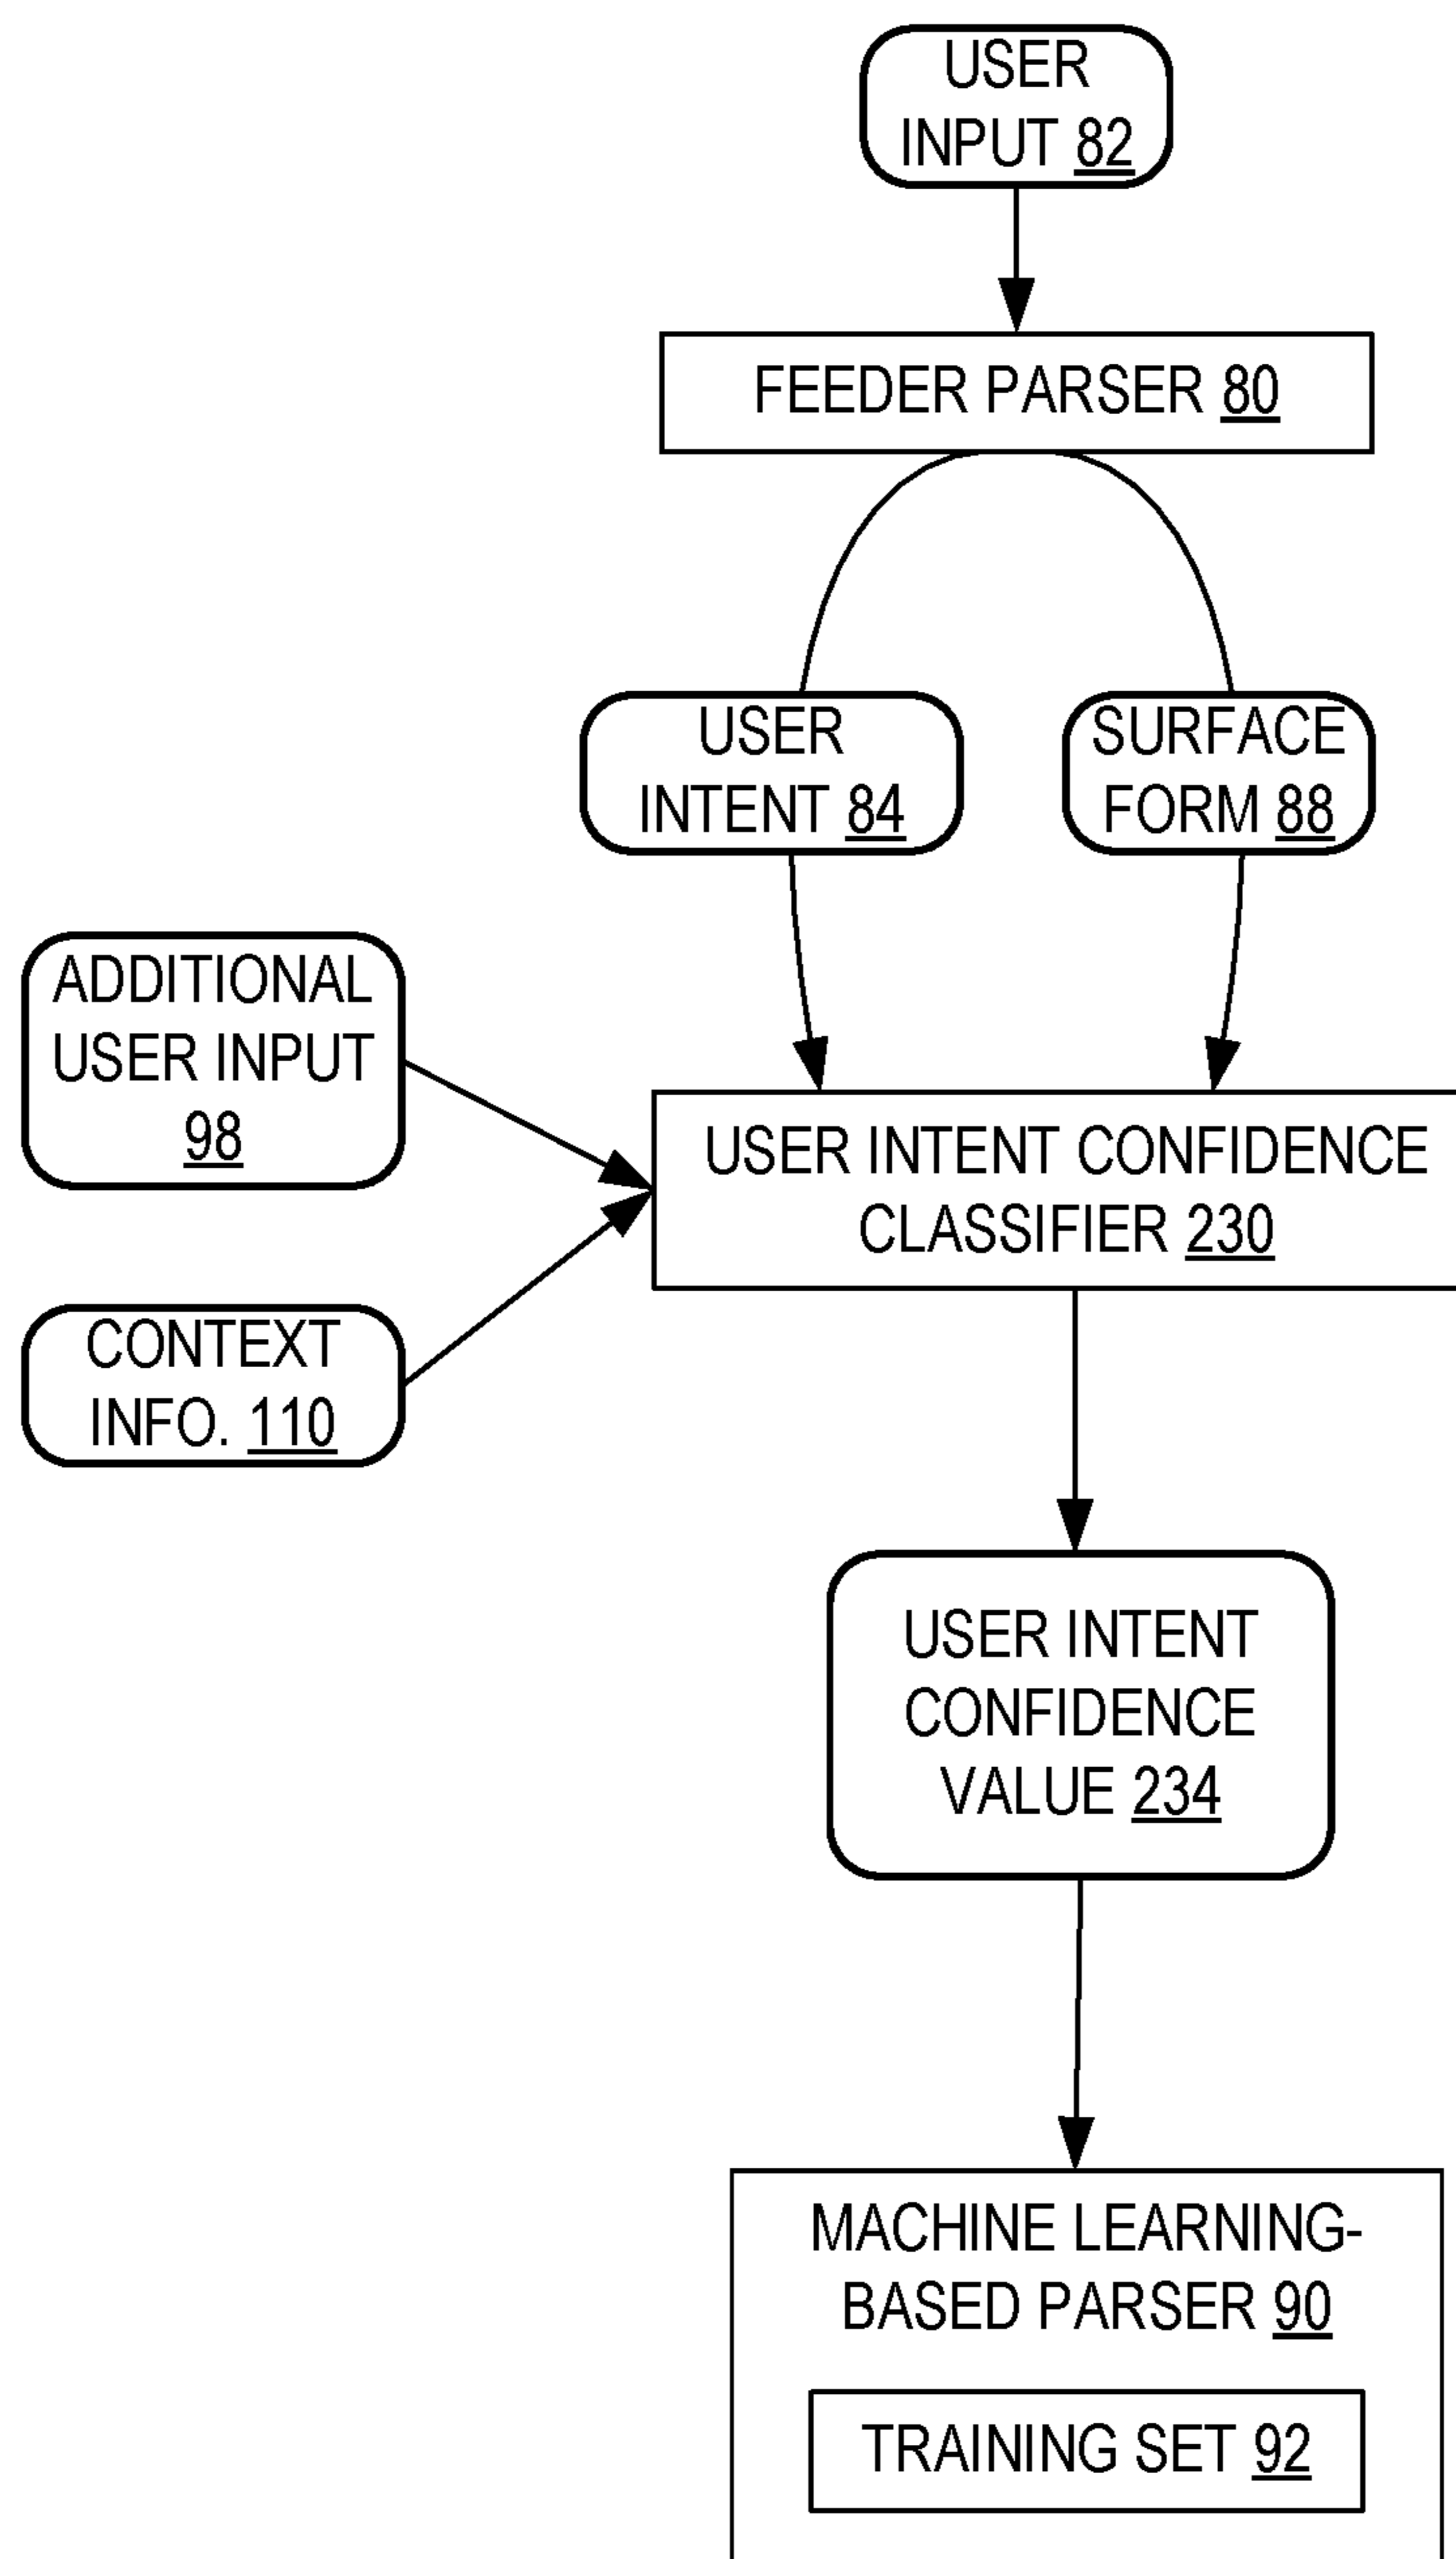 USER
INPUT 82
FEEDER PARSER 80
USER
INTENT 84
SURFACE
FORM 88
ADDITIONAL
USER INPUT
98
USER INTENT CONFIDENCE
CLASSIFIER 230
CONTEXT
INFO. 110
USER INTENT
CONFIDENCE
VALUE 234
MACHINE LEARNING-
BASED PARSER 90
TRAINING SET 92